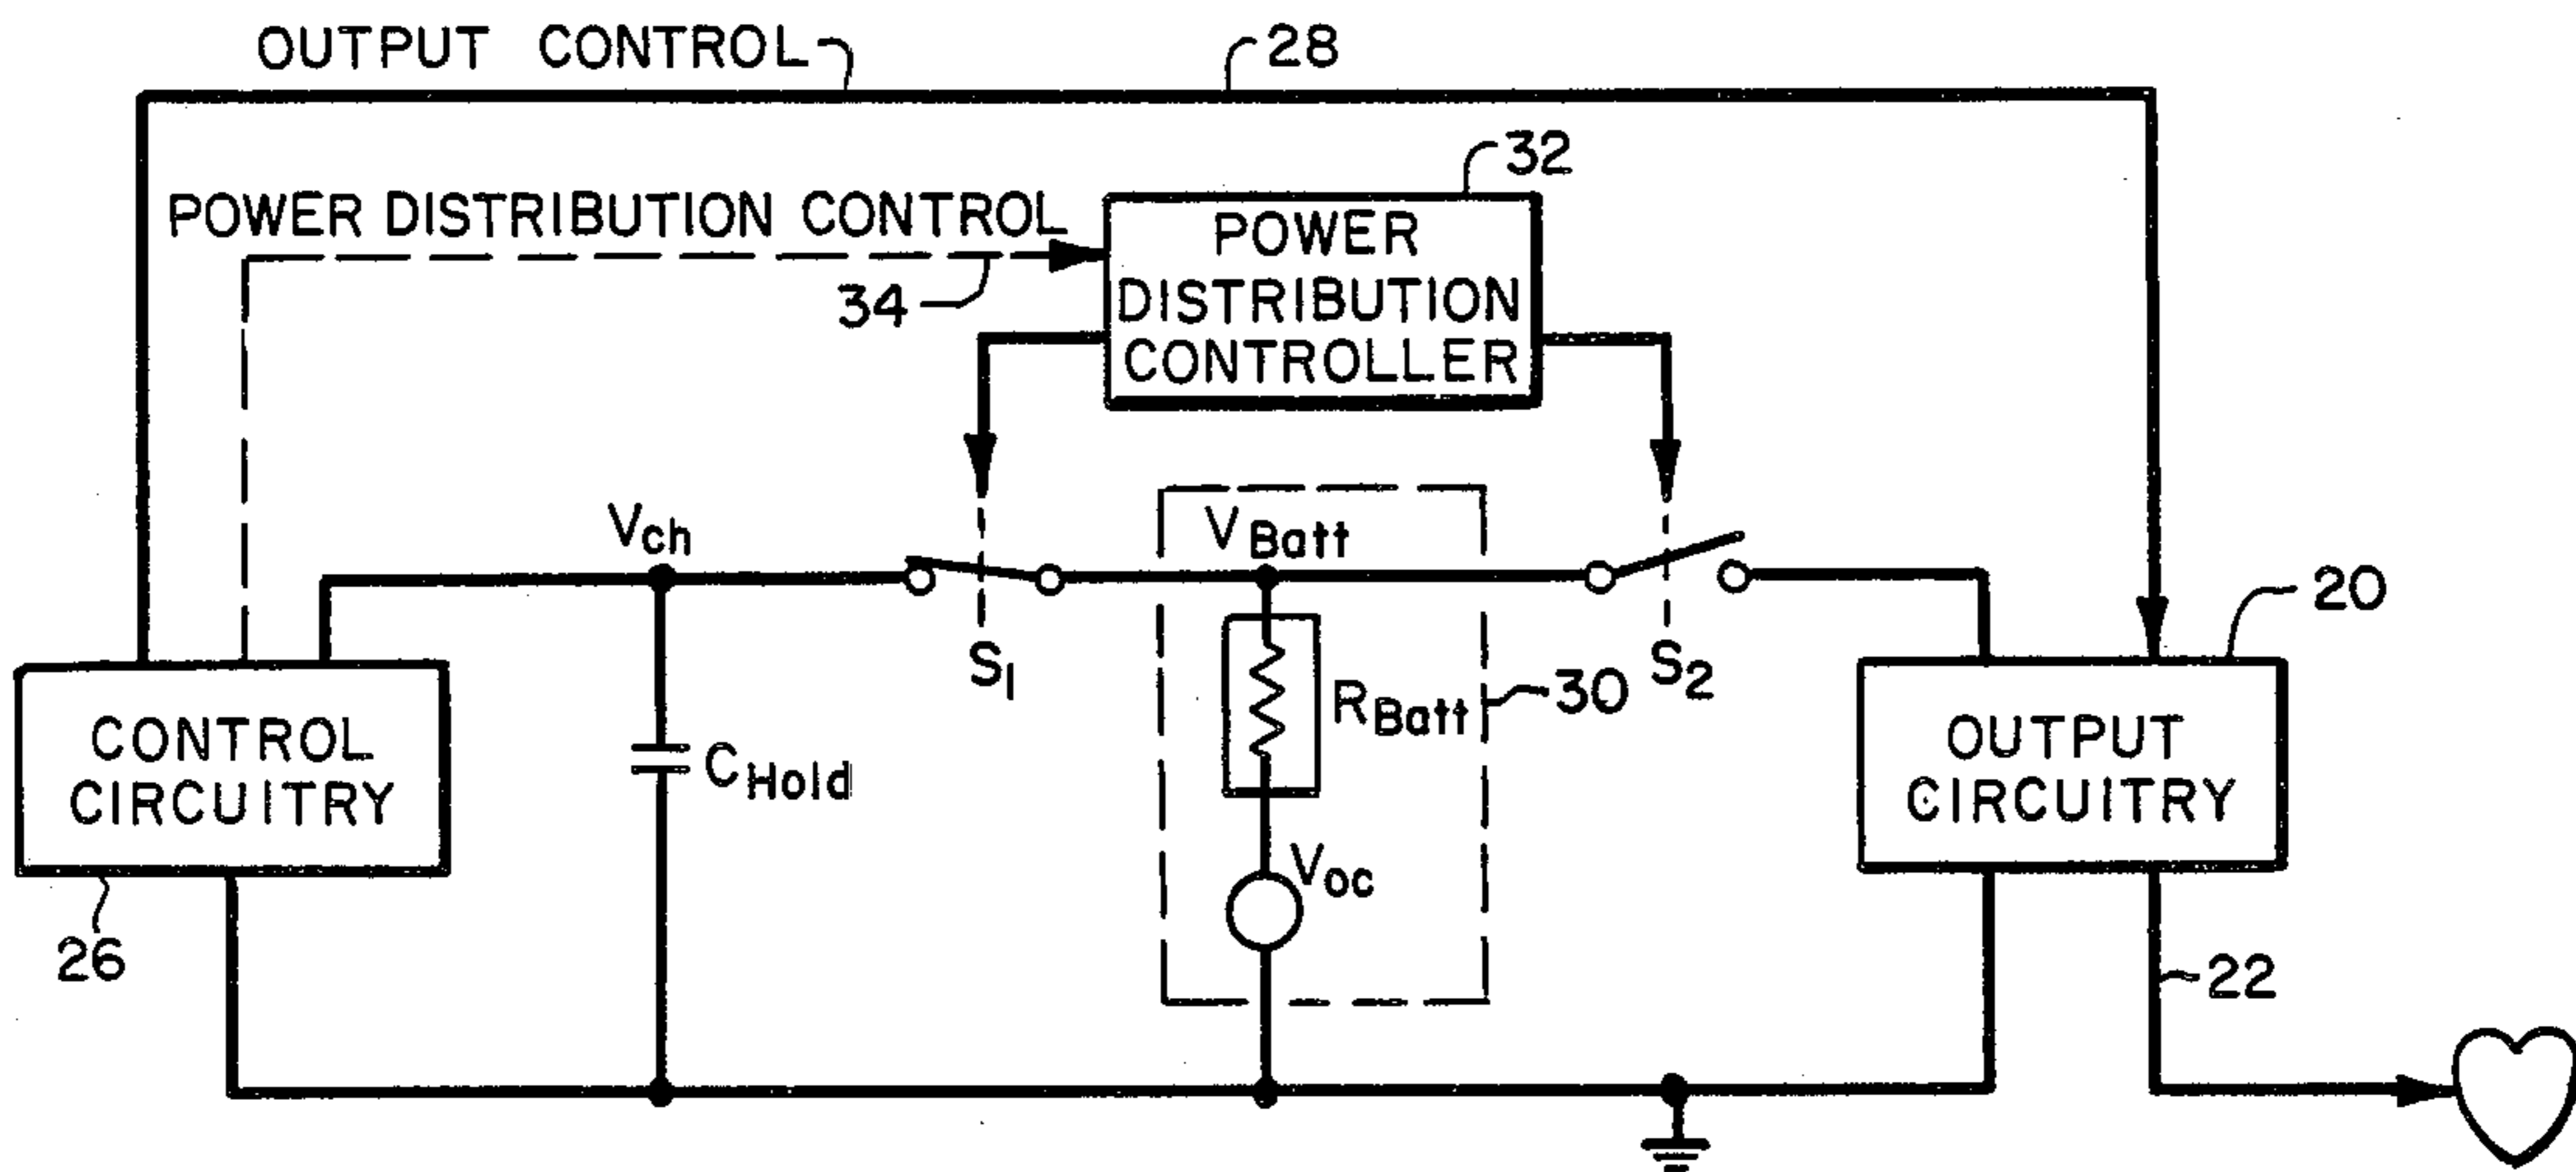 OUTPUT CONTROL
28
32
POWER DISTRIBUTION CONTROL
POWER
DISTRIBUTION
CONTROLLER
34
Vch
VBatt
20
S1
S2
RBatt
30
CONTROL
CIRCUITRY
CHold
OUTPUT
CIRCUITRY
Voc
26
22